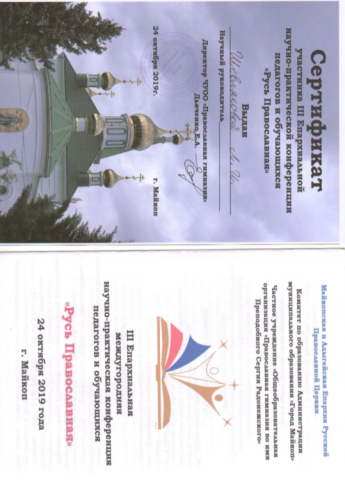 Сертификат
участника III Епархиальной
научно-практической конференции
педагогов и обучающихся
«Русь Православная»
Выдан
Научный руководитель
Директор ЧУОО «Православная гимназия»
Дьяченко Е.А.
24 октября 2019г.
г. Майкоп
Майкопская и Адыгейская Епархия Русской
Православной Церкви
Комитет по образованию Администрации
муниципального образования «Город Майкоп»
Частное учреждение «Общеобразовательная
организация «Православная гимназия во имя
Преподобного Сергия Радонежского»
III Епархиальная
междугородняя
научно-практическая конференция
педагогов и обучающихся
«Русь Православная»
24 октября 2019 года
г. Майкоп